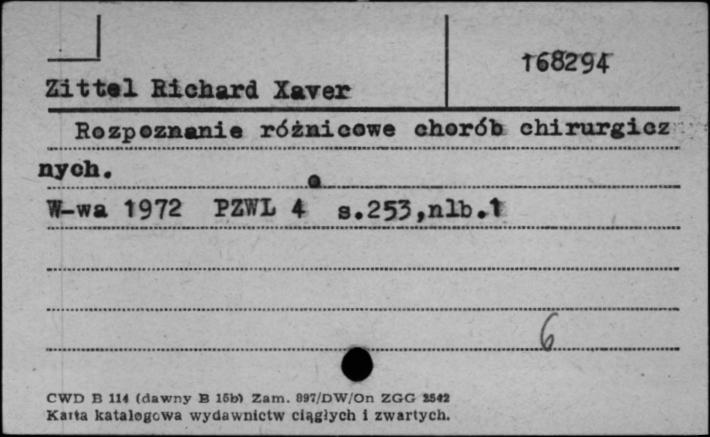 168294
Zittel Richard Xaver
Rozpoznanie różnicowe chorób chirurgicz
nych.
W-wa 1972 PZWL 4° s.253,nlb.1
6
CWD B 114 (dawny B 16b) Zam. 897/DW/On ZGG 2542
Karta katalogowa wydawnictw ciągłych i zwartych.